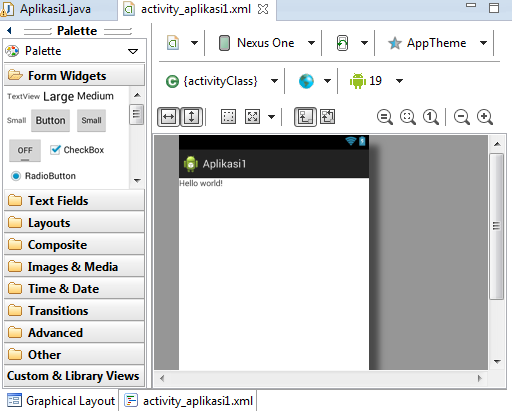 Aplikasi1.java
activity_aplikasi1.xml
Palette
Palette
Form Widgets
TextView Large Medium
Small Button Small
OFF CheckBox
RadioButton
Text Fields
Layouts
Composite
Images & Media
Time & Date
Transitions
Advanced
Other
Custom & Library Views
Nexus One
AppTheme
{activityClass}
19
Aplikasi1
Hello world!
Graphical Layout
activity_aplikasi1.xml